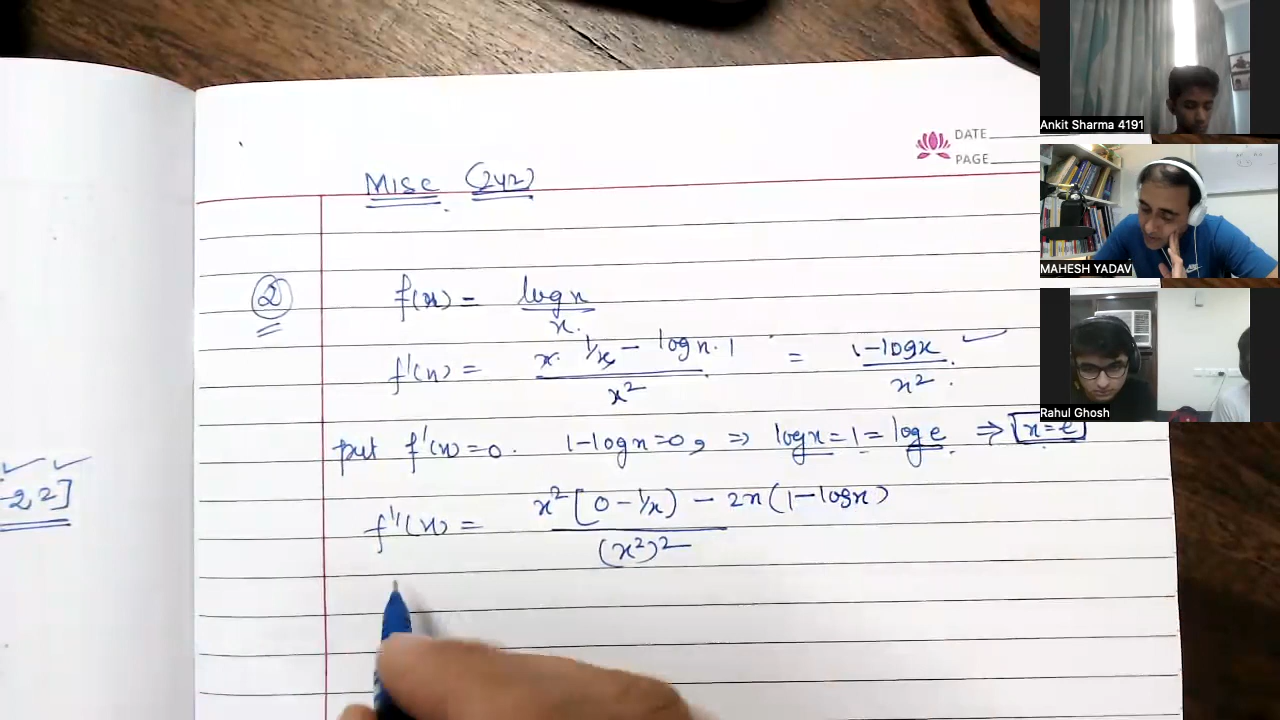 DATE
PAGE
Misc (242)
② f(x) = log x / x.
f'(x) = x. 1/x - log x. 1 / x² = 1-log x / x².
put f'(x)=0. 1-log x=0, ⇒ log x=1=log e ⇒ x=e
-2 2]
f''(x) = x² [0-1/x) - 2x(1-log x) / (x²)²
Ankit Sharma 4191
MAHESH YADAV
Rahul Ghosh